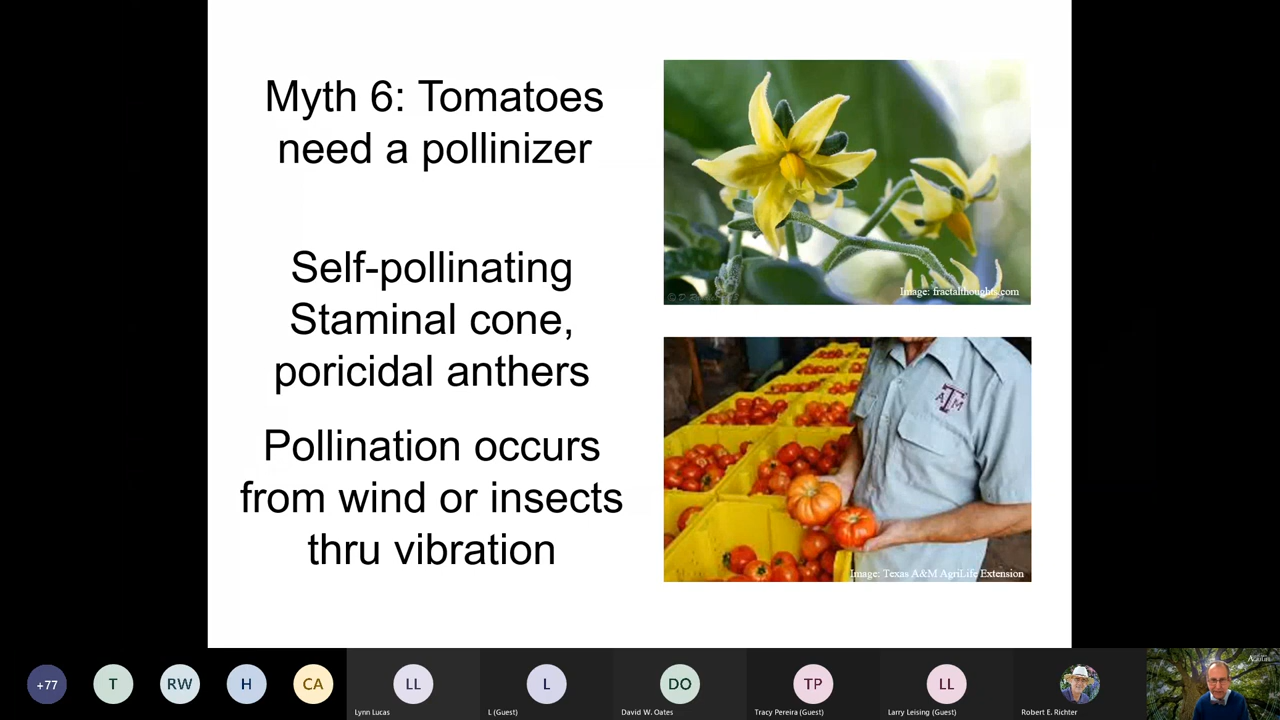 Myth 6: Tomatoes
need a pollinizer
Self-pollinating
Staminal cone,
poricidal anthers
Pollination occurs
from wind or insects
thru vibration
Image: fractalthoughts.com
ATM
Image: Texas A&M AgriLife Extension
+77
T
RW
H
CA
LL
Lynn Lucas
L
L (Guest)
DO
David W. Oates
TP
Tracy Pereira (Guest)
LL
Larry Leising (Guest)
Robert E. Richter